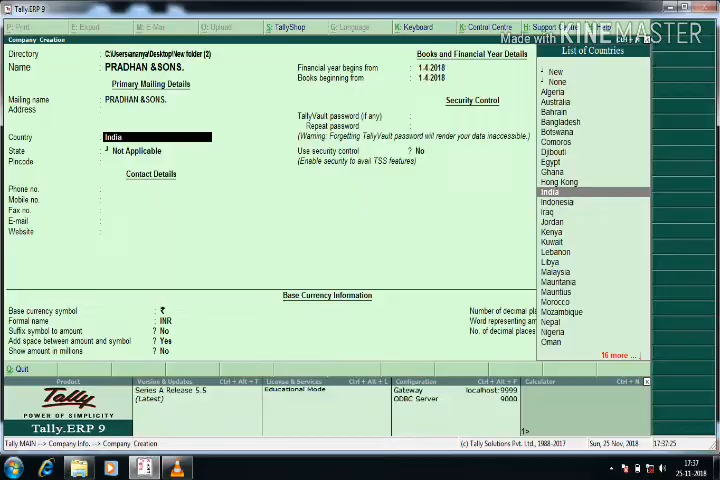 Tally.ERP 9
P: Print
E: Export
M: E-Mail
O: Upload
S: TallyShop
G: Language
K: Keyboard
K: Control Centre
H: Support Centre
Help
Made with KINEMASTER
Company Creation
Ctrl + M
Directory : C:\Users\ananya\Desktop\New folder (2)
Name : PRADHAN &SONS.
Primary Mailing Details
Mailing name : PRADHAN &SONS.
Address :
Country : India
State : Not Applicable
Pincode :
Contact Details
Phone no. :
Mobile no. :
Fax no. :
E-mail :
Website :
Books and Financial Year Details
Financial year begins from : 1-4-2018
Books beginning from : 1-4-2018
Security Control
TallyVault password (if any) :
Repeat password :
(Warning: Forgetting TallyVault password will render your data inaccessible.)
Use security control ? No
(Enable security to avail TSS features)
List of Countries
New
None
Algeria
Australia
Bahrain
Bangladesh
Botswana
Comoros
Djibouti
Egypt
Ghana
Hong Kong
India
Indonesia
Iraq
Jordan
Kenya
Kuwait
Lebanon
Libya
Malaysia
Mauritania
Mauritius
Morocco
Mozambique
Nepal
Nigeria
Oman
16 more ... ↓
Base Currency Information
Base currency symbol : ₹
Formal name : INR
Suffix symbol to amount ? No
Add space between amount and symbol ? Yes
Show amount in millions ? No
Number of decimal pla
Word representing am
No. of decimal places
Q: Quit
Product
Tally
POWER OF SIMPLICITY
Tally.ERP 9
Version & Updates Ctrl + Alt + T
Series A Release 5.5
(Latest)
License & Services Ctrl + Alt + L
Educational Mode
Configuration Ctrl + Alt + F
Gateway localhost:9999
ODBC Server 9000
Calculator Ctrl + N
1>
Tally MAIN --> Company Info. --> Company Creation
(c) Tally Solutions Pvt. Ltd., 1988-2017
Sun, 25 Nov, 2018
17:37:25
17:37
25-11-2018